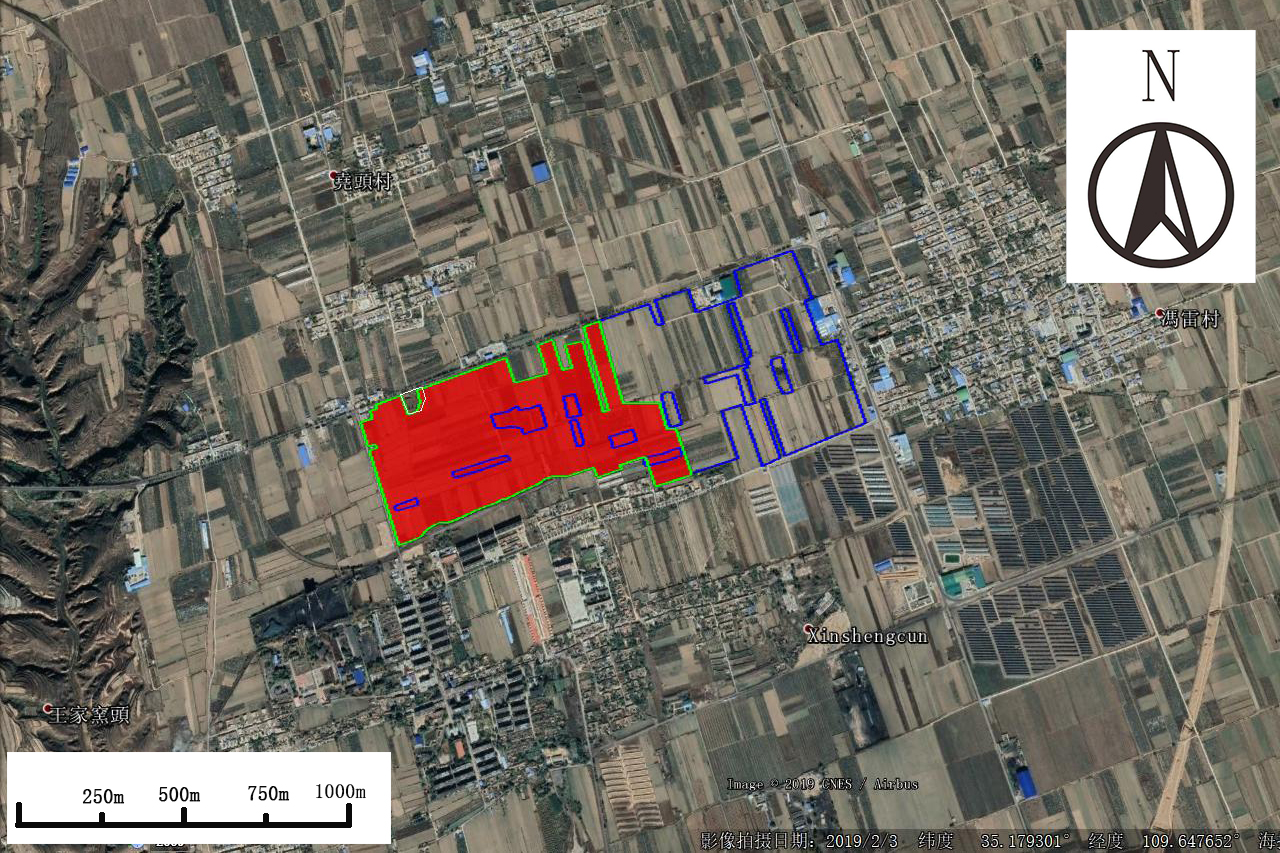 N
堯頭村
馮雷村
Xinshengcun
王家窯頭
250m 500m 750m 1000m
Image © 2019 CNES / Airbus
影像拍摄日期: 2019/2/3 纬度 35.179301° 经度 109.647652°